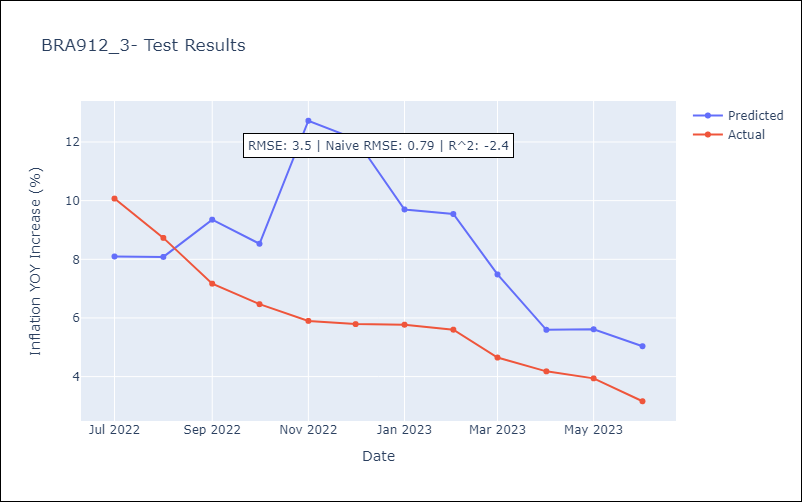 BRA912_3- Test Results
Predicted
Actual
RMSE: 3.5 | Naive RMSE: 0.79 | R^2: -2.4
Inflation YOY Increase (%)
12
10
8
6
4
Jul 2022 Sep 2022 Nov 2022 Jan 2023 Mar 2023 May 2023
Date